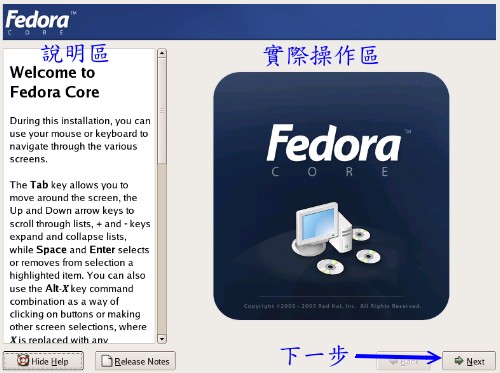 Fedora™
CORE
說明區
實際操作區
Welcome to
Fedora Core
During this installation, you can
use your mouse or keyboard to
navigate through the various
screens.
The Tab key allows you to
move around the screen, the
Up and Down arrow keys to
scroll through lists, + and - keys
expand and collapse lists,
while Space and Enter selects
or removes from selection a
highlighted item. You can also
use the Alt-X key command
combination as a way of
clicking on buttons or making
other screen selections, where
X is replaced with any
Fedora™
CORE
Copyright ©2003-2005 Red Hat, Inc. All Rights Reserved.
下一步
Hide Help
Release Notes
Back
Next